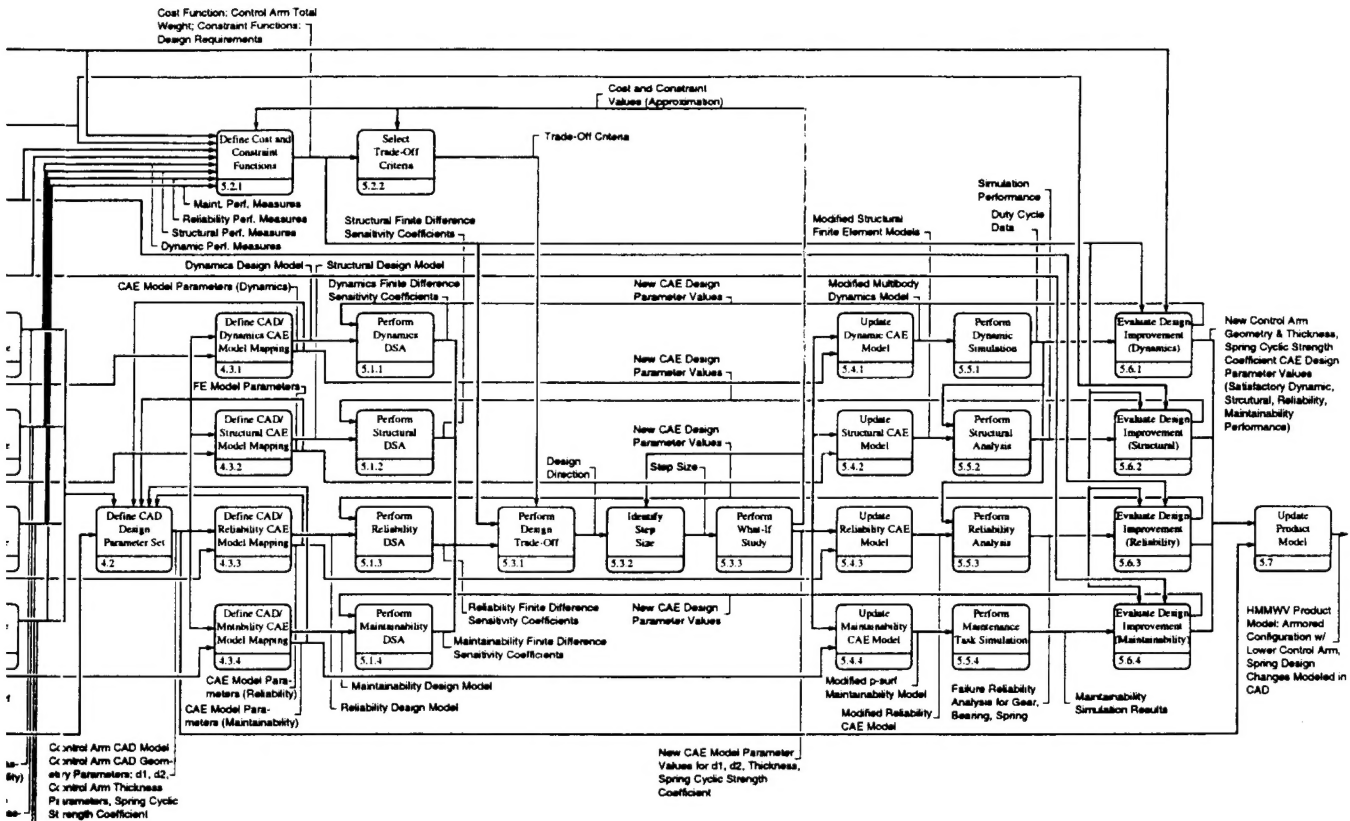 Cost Function: Control Arm Total
Weight; Constraint Functions:
Design Requirements
Cost and Constraint
Values (Approximation)
Define Cost and
Constraint
Functions
5.2.1
Select
Trade-Off
Criteria
5.2.2
Trade-Off Criteria
Maint. Perf. Measures
Reliability Perf. Measures
Structural Perf. Measures
Dynamic Perf. Measures
Structural Finite Difference
Sensitivity Coefficients
Modified Structural
Finite Element Models
Simulation
Performance
Duty Cycle
Data
Dynamics Design Model
Structural Design Model
CAE Model Parameters (Dynamics)
Dynamics Finite Difference
Sensitivity Coefficients
New CAE Design
Parameter Values
Modified Multibody
Dynamics Model
Define CAD/
Dynamics CAE
Model Mapping
4.3.1
Perform
Dynamics
DSA
5.1.1
Update
Dynamic CAE
Model
5.4.1
Perform
Dynamic
Simulation
5.5.1
Evaluate Design
Improvement
(Dynamics)
5.6.1
New Control Arm
Geometry & Thickness,
Spring Cyclic Strength
Coefficient CAE Design
Parameter Values
(Satisfactory Dynamic,
Strcutural, Reliability,
Maintainability
Performance)
New CAE Design
Parameter Values
FE Model Parameters
Define CAD/
Structural CAE
Model Mapping
4.3.2
Perform
Structural
DSA
5.1.2
New CAE Design
Parameter Values
Update
Structural CAE
Model
5.4.2
Perform
Structural
Analysis
5.5.2
Evaluate Design
Improvement
(Structural)
5.6.2
Design
Direction
Step Size
Define CAD
Design
Parameter Set
4.2
Define CAD/
Reliability CAE
Model Mapping
4.3.3
Perform
Reliability
DSA
5.1.3
Perform
Design
Trade-Off
5.3.1
Identify
Step
Size
5.3.2
Perform
What-If
Study
5.3.3
Update
Reliability CAE
Model
5.4.3
Perform
Reliability
Analysis
5.5.3
Evaluate Design
Improvement
(Reliability)
5.6.3
Update
Product
Model
5.7
Reliability Finite Difference
Sensitivity Coefficients
New CAE Design
Parameter Values
Define CAD/
Mntnbility CAE
Model Mapping
4.3.4
Perform
Maintainability
DSA
5.1.4
Maintainability Finite Difference
Sensitivity Coefficients
Update
Maintainability
CAE Model
5.4.4
Perform
Maintenance
Task Simulation
5.5.4
Evaluate Design
Improvement
(Maintainability)
5.6.4
HMMWV Product
Model: Armored
Configuration w/
Lower Control Arm,
Spring Design
Changes Modeled in
CAD
CAE Model Para-
meters (Reliability)
CAE Model Para-
meters (Maintainability)
Maintainability Design Model
Reliability Design Model
Modified p-surf
Maintainability Model
Modified Reliability
CAE Model
Failure Reliability
Analysis for Gear,
Bearing, Spring
Maintainability
Simulation Results
Control Arm CAD Model
Control Arm CAD Geom-
etry Parameters: d1, d2,
Control Arm Thickness
Parameters, Spring Cyclic
Strength Coefficient
New CAE Model Parameter
Values for d1, d2, Thickness,
Spring Cyclic Strength
Coefficient